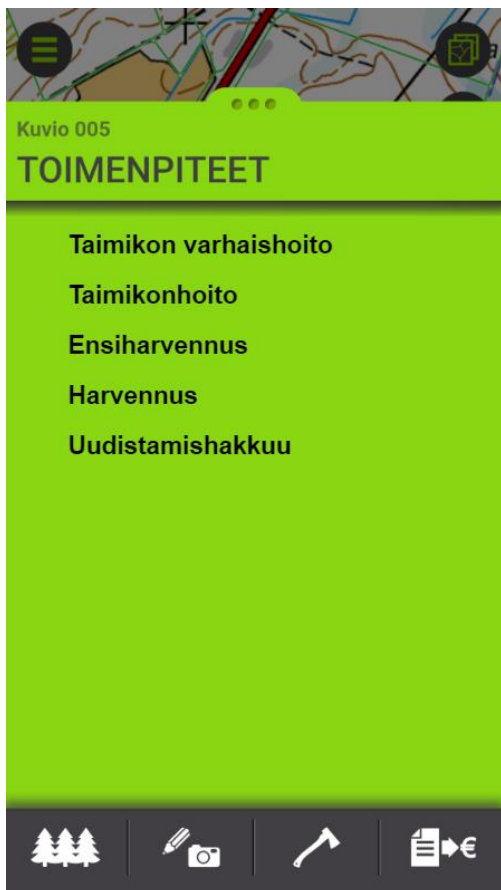 Kuvio 005
TOIMENPITEET
Taimikon varhaishoito
Taimikonhoito
Ensiharvennus
Harvennus
Uudistamishakkuu
€